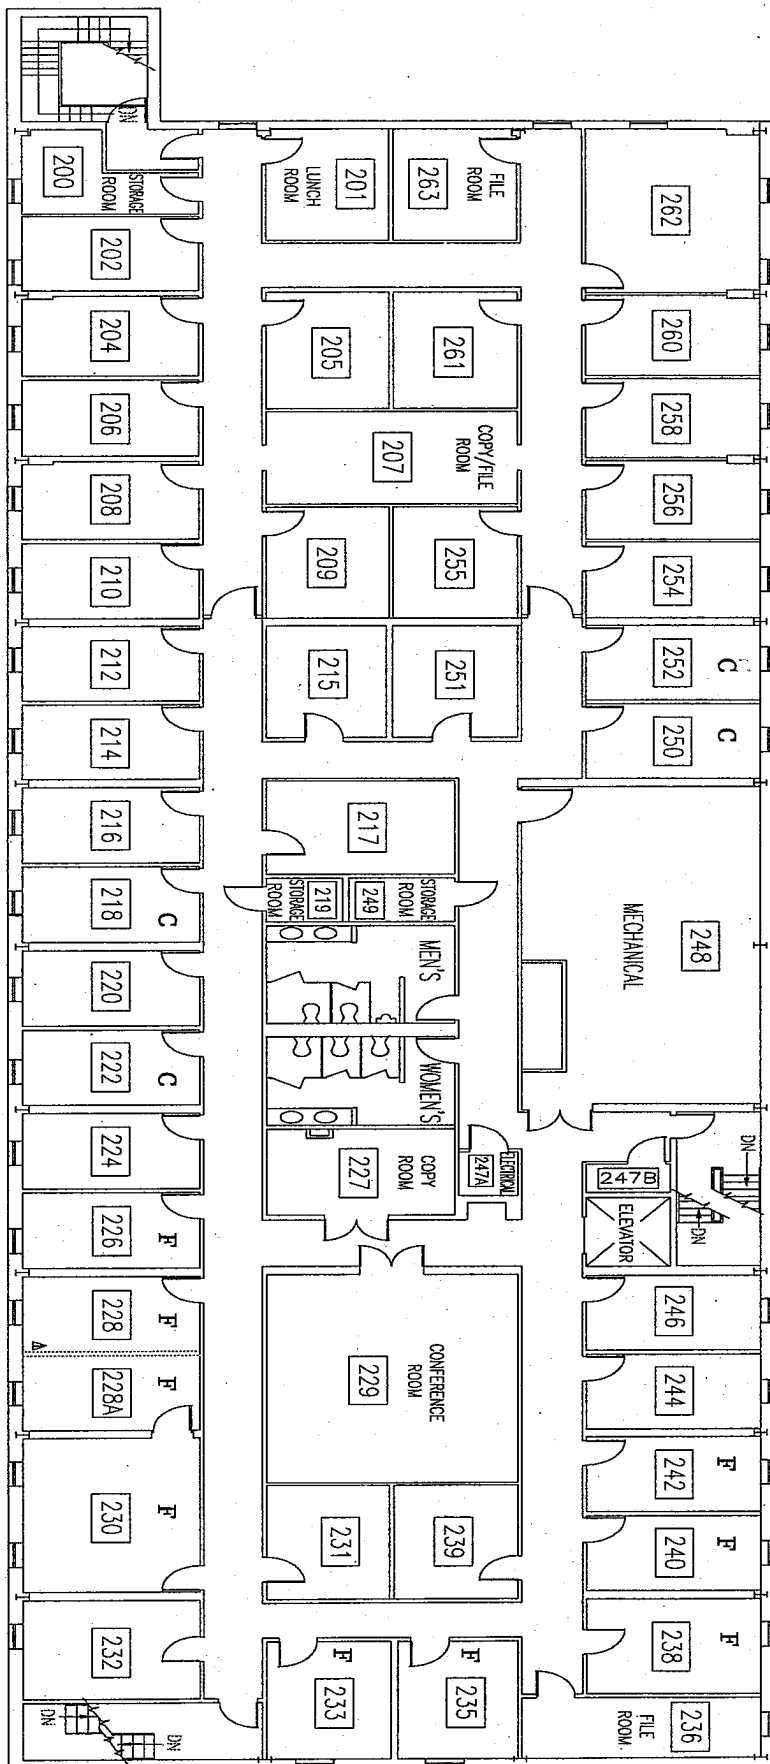 DN
200
STORAGE
ROOM
201
LUNCH
ROOM
263
FILE
ROOM
262
202
204
205
261
260
206
207
COPY/FILE
ROOM
258
208
256
209
255
210
254
212
215
251
252
C
214
250
C
216
217
218
C
219
STORAGE
ROOM
249
STORAGE
ROOM
248
MECHANICAL
220
MEN'S
222
C
WOMEN'S
224
227
COPY
ROOM
247A
ELECTRICAL
247B
ELEVATOR
DN
DN
226
F
228
F
246
A
228A
F
229
CONFERENCE
ROOM
244
230
F
242
F
231
239
240
F
232
238
F
233
F
235
F
236
FILE
ROOM.
DN
DN